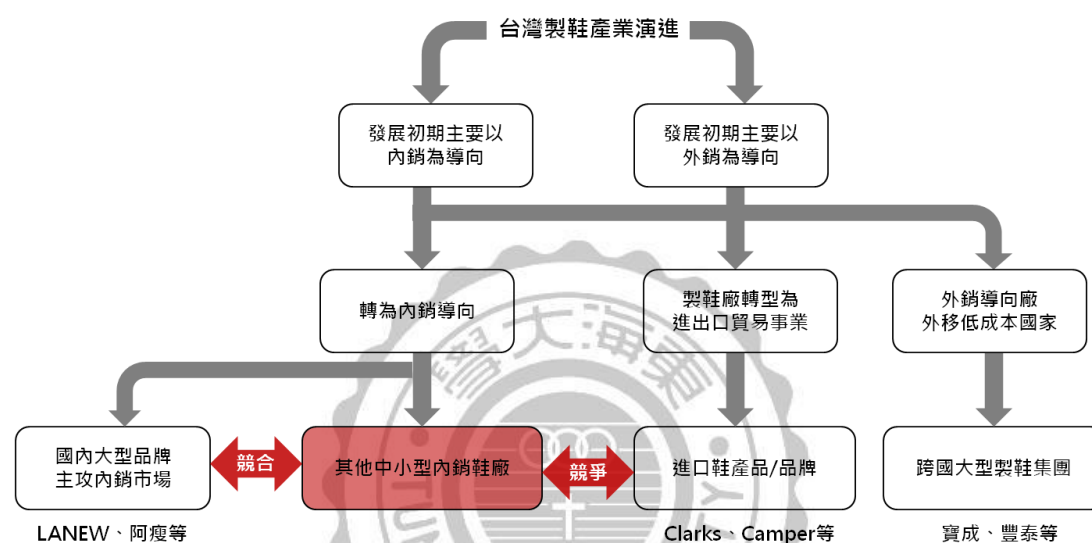 台灣製鞋產業演進
發展初期主要以
內銷為導向
發展初期主要以
外銷為導向
轉為內銷導向
製鞋廠轉型為
進出口貿易事業
外銷導向廠
外移低成本國家
國內大型品牌
主攻內銷市場
競合
其他中小型內銷鞋廠
競爭
進口鞋產品/品牌
跨國大型製鞋集團
LANEW、阿瘦等
Clarks、Camper等
寶成、豐泰等
學大海東